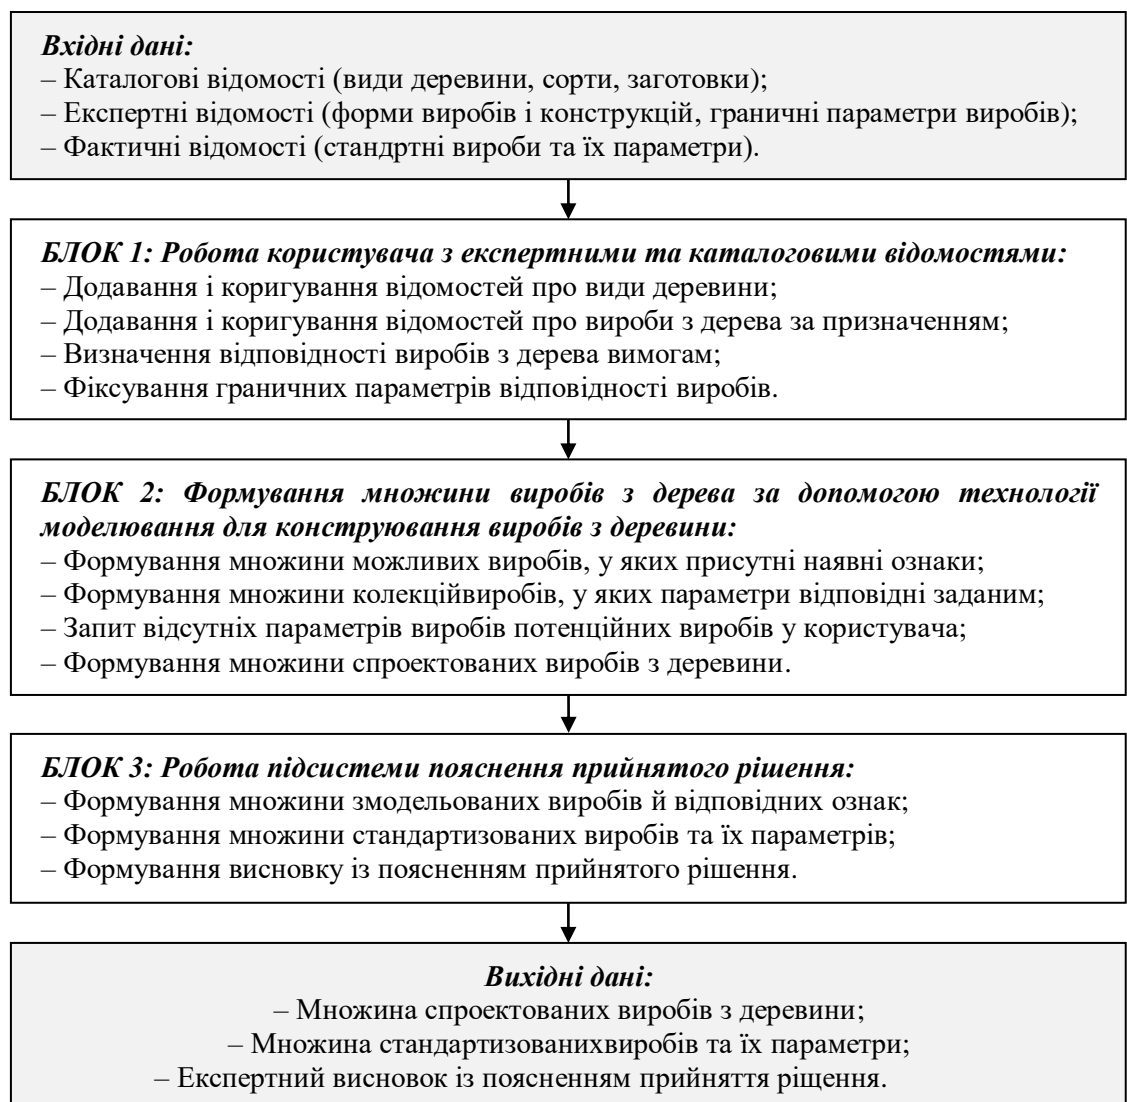 Вхідні дані:
– Каталогові відомості (види деревини, сорти, заготовки);
– Експертні відомості (форми виробів і конструкцій, граничні параметри виробів);
– Фактичні відомості (стандртні вироби та їх параметри).
БЛОК 1: Робота користувача з експертними та каталоговими відомостями:
– Додавання і коригування відомостей про види деревини;
– Додавання і коригування відомостей про вироби з дерева за призначенням;
– Визначення відповідності виробів з дерева вимогам;
– Фіксування граничних параметрів відповідності виробів.
БЛОК 2: Формування множини виробів з дерева за допомогою технології
моделювання для конструювання виробів з деревини:
– Формування множини можливих виробів, у яких присутні наявні ознаки;
– Формування множини колекційвиробів, у яких параметри відповідні заданим;
– Запит відсутніх параметрів виробів потенційних виробів у користувача;
– Формування множини спроектованих виробів з деревини.
БЛОК 3: Робота підсистеми пояснення прийнятого рішення:
– Формування множини змодельованих виробів й відповідних ознак;
– Формування множини стандартизованих виробів та їх параметрів;
– Формування висновку із поясненням прийнятого рішення.
Вихідні дані:
– Множина спроектованих виробів з деревини;
– Множина стандартизованихвиробів та їх параметри;
– Експертний висновок із поясненням прийняття ріщення.